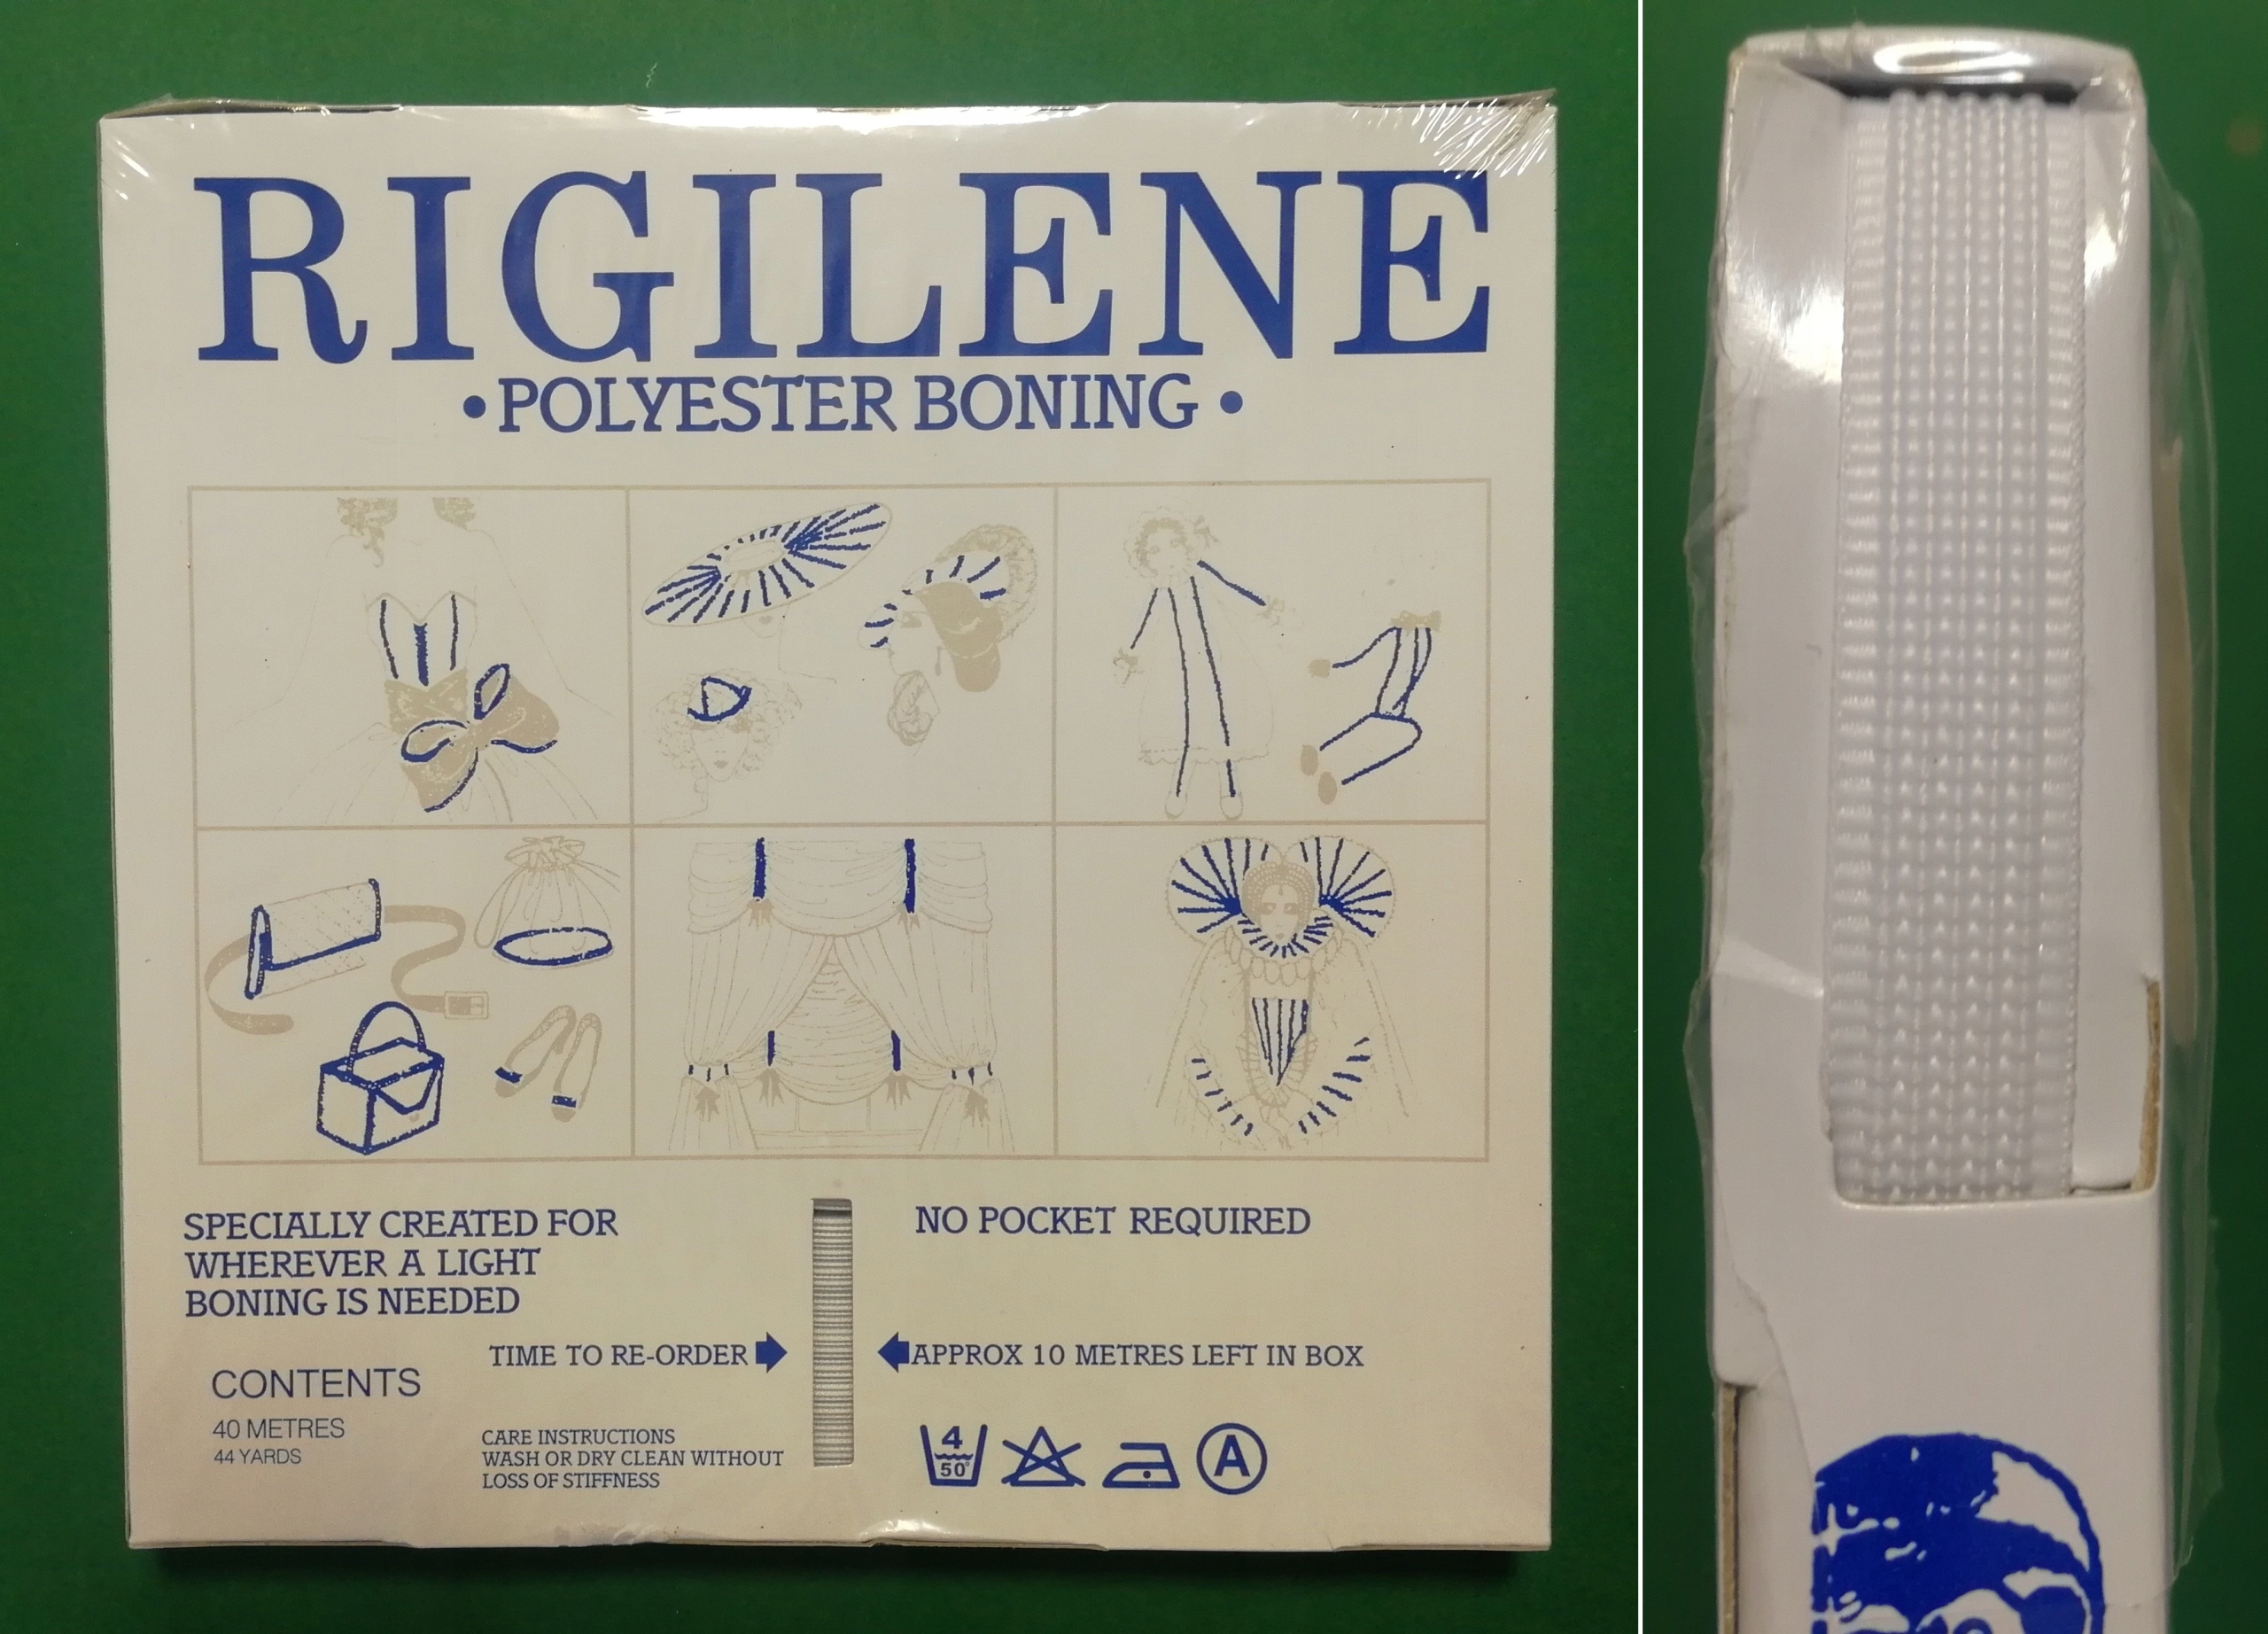 RIGILENE
•POLYESTER BONING•
SPECIALLY CREATED FOR
WHEREVER A LIGHT
BONING IS NEEDED
NO POCKET REQUIRED
TIME TO RE-ORDER
APPROX 10 METRES LEFT IN BOX
CONTENTS
40 METRES
44 YARDS
CARE INSTRUCTIONS
WASH OR DRY CLEAN WITHOUT
LOSS OF STIFFNESS
4
50°
A